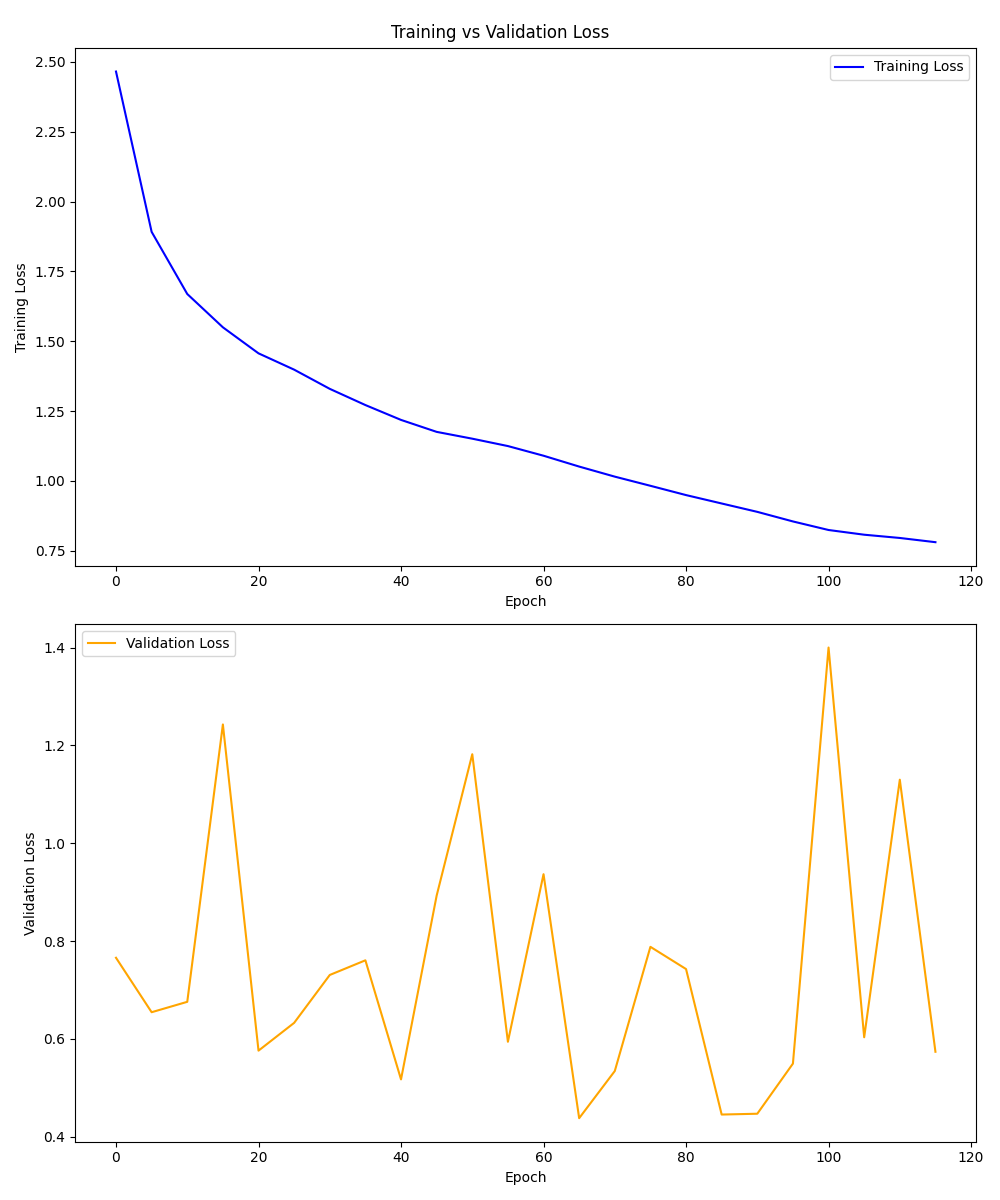 Training vs Validation Loss
Training Loss
2.50
2.25
2.00
1.75
1.50
1.25
1.00
0.75
Training Loss
0 20 40 60 80 100 120
Epoch
Validation Loss
1.4
1.2
1.0
0.8
0.6
0.4
Validation Loss
0 20 40 60 80 100 120
Epoch